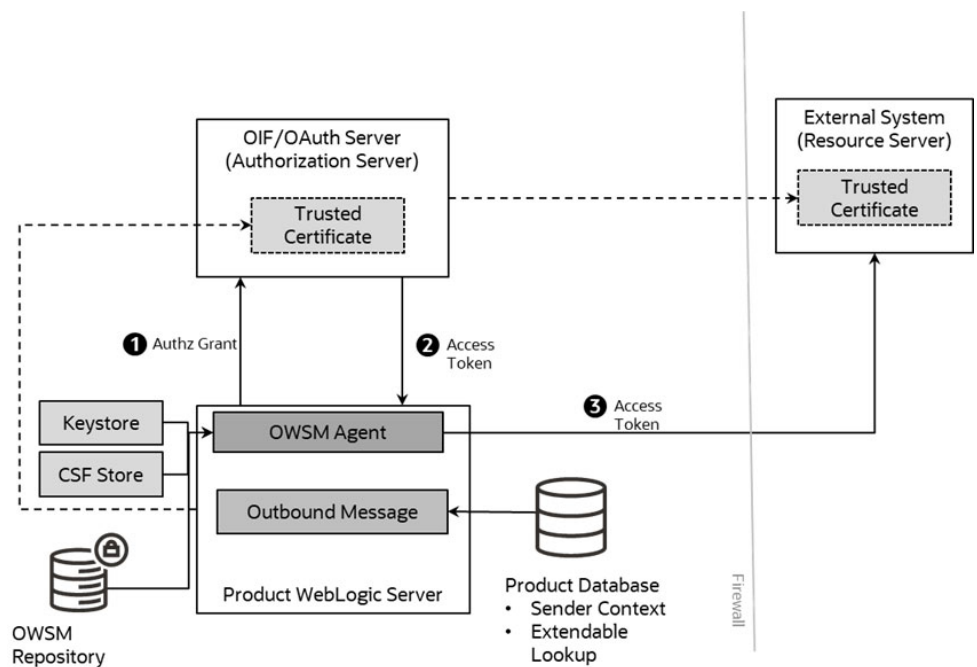 OIF/OAuth Server
(Authorization Server)
Trusted
Certificate
External System
(Resource Server)
Trusted
Certificate
1 Authz Grant
2 Access
Token
3 Access
Token
Keystore
CSF Store
OWSM Agent
Outbound Message
Product WebLogic Server
OWSM
Repository
Product Database
• Sender Context
• Extendable
Lookup
Firewall